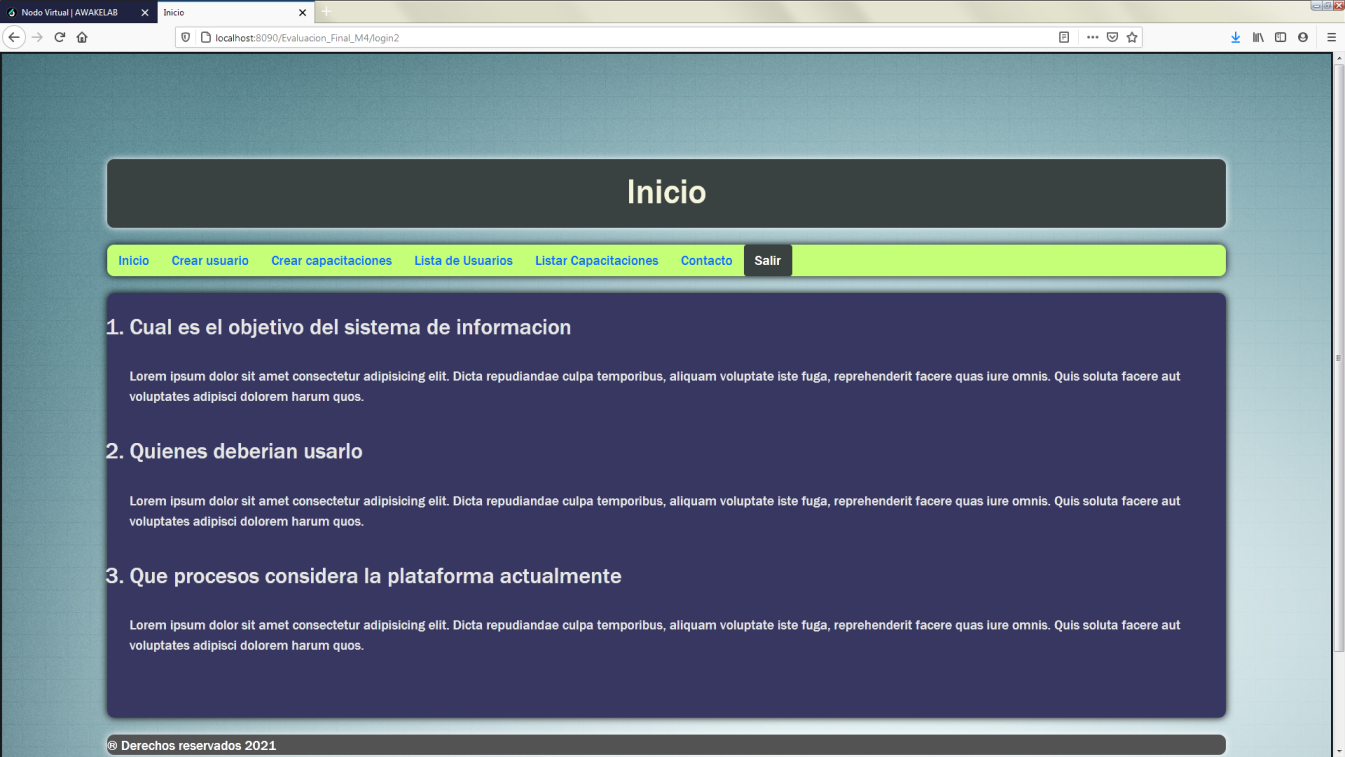 Nodo Virtual | AWAKELAB
Inicio
localhost:8090/Evaluacion_Final_M4/login2
Inicio
Inicio Crear usuario Crear capacitaciones Lista de Usuarios Listar Capacitaciones Contacto Salir
1. Cual es el objetivo del sistema de informacion
Lorem ipsum dolor sit amet consectetur adipisicing elit. Dicta repudiandae culpa temporibus, aliquam voluptate iste fuga, reprehenderit facere quas iure omnis. Quis soluta facere aut
voluptates adipisci dolorem harum quos.
2. Quienes deberian usarlo
Lorem ipsum dolor sit amet consectetur adipisicing elit. Dicta repudiandae culpa temporibus, aliquam voluptate iste fuga, reprehenderit facere quas iure omnis. Quis soluta facere aut
voluptates adipisci dolorem harum quos.
3. Que procesos considera la plataforma actualmente
Lorem ipsum dolor sit amet consectetur adipisicing elit. Dicta repudiandae culpa temporibus, aliquam voluptate iste fuga, reprehenderit facere quas iure omnis. Quis soluta facere aut
voluptates adipisci dolorem harum quos.
® Derechos reservados 2021